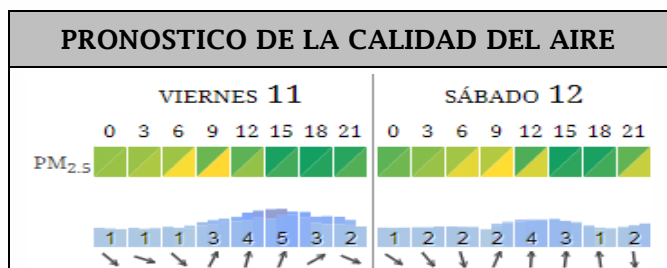 PRONOSTICO DE LA CALIDAD DEL AIRE
VIERNES 11 SÁBADO 12
0 3 6 9 12 15 18 21 0 3 6 9 12 15 18 21
PM2.5
1 1 1 3 4 5 3 2 1 2 2 2 4 3 1 2